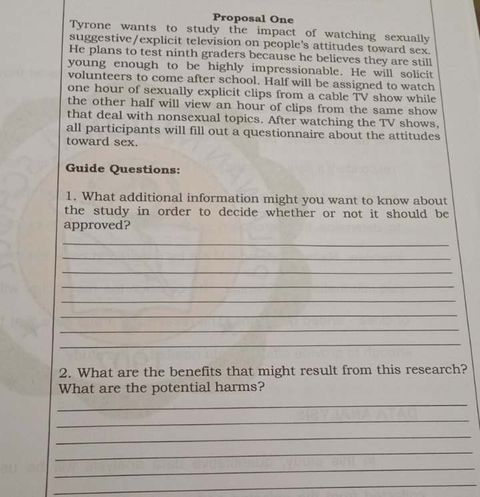 Proposal One
Tyrone wants to study the impact of watching sexually
suggestive/explicit television on people's attitudes toward sex.
He plans to test ninth graders because he believes they are still
young enough to be highly impressionable. He will solicit
volunteers to come after school. Half will be assigned to watch
one hour of sexually explicit clips from a cable TV show while
the other half will view an hour of clips from the same show
that deal with nonsexual topics. After watching the TV shows,
all participants will fill out a questionnaire about the attitudes
toward sex.
Guide Questions:
1. What additional information might you want to know about
the study in order to decide whether or not it should be
approved?
2. What are the benefits that might result from this research?
What are the potential harms?